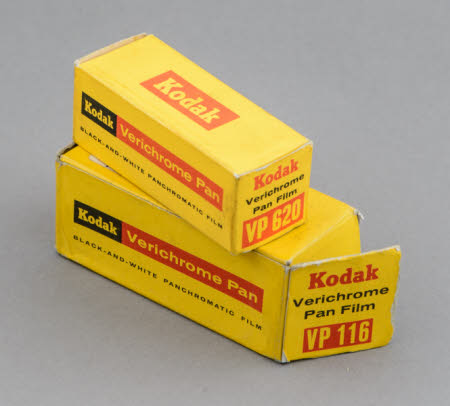 Kodak
Kodak Verichrome Pan
BLACK-AND-WHITE PANCHROMATIC FILM
Kodak
Verichrome
Pan Film
VP 620
Kodak Verichrome Pan
BLACK-AND-WHITE PANCHROMATIC FILM
Kodak
Verichrome
Pan Film
VP 116